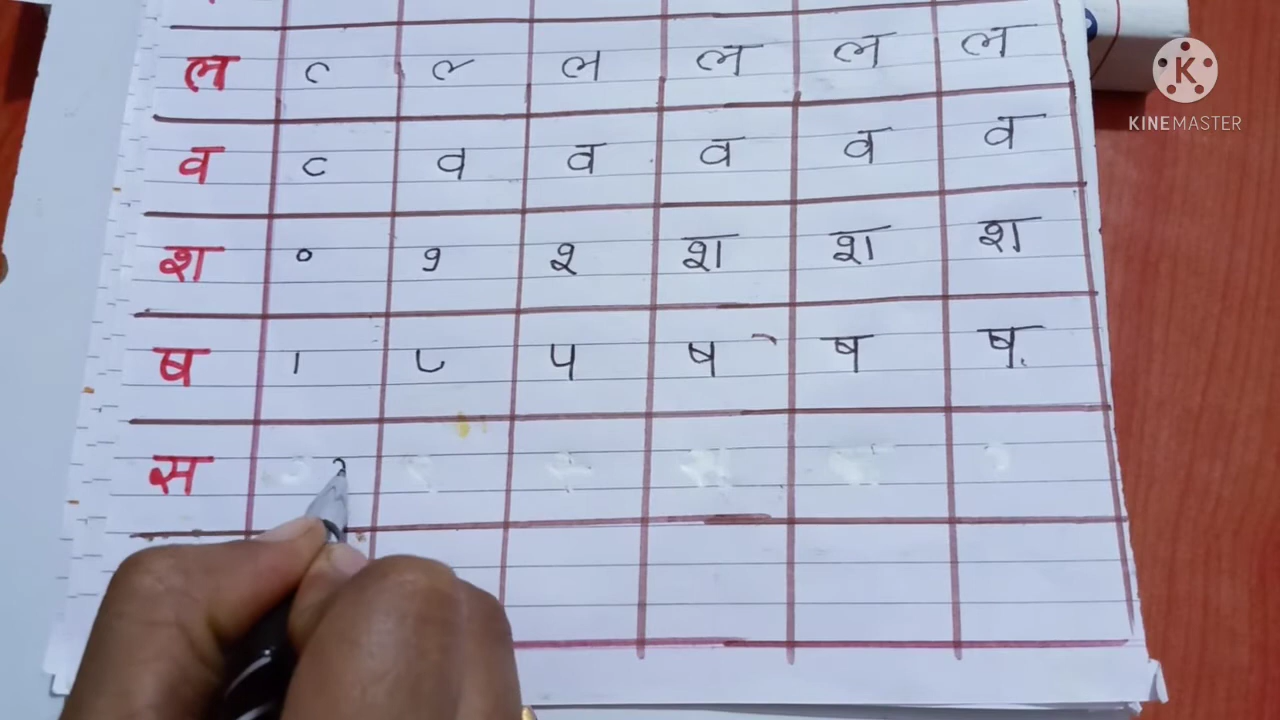 K
KINEMASTER
ल ल ल ल ल
व व व व व व
श श श श
ष प ष ष ष
स